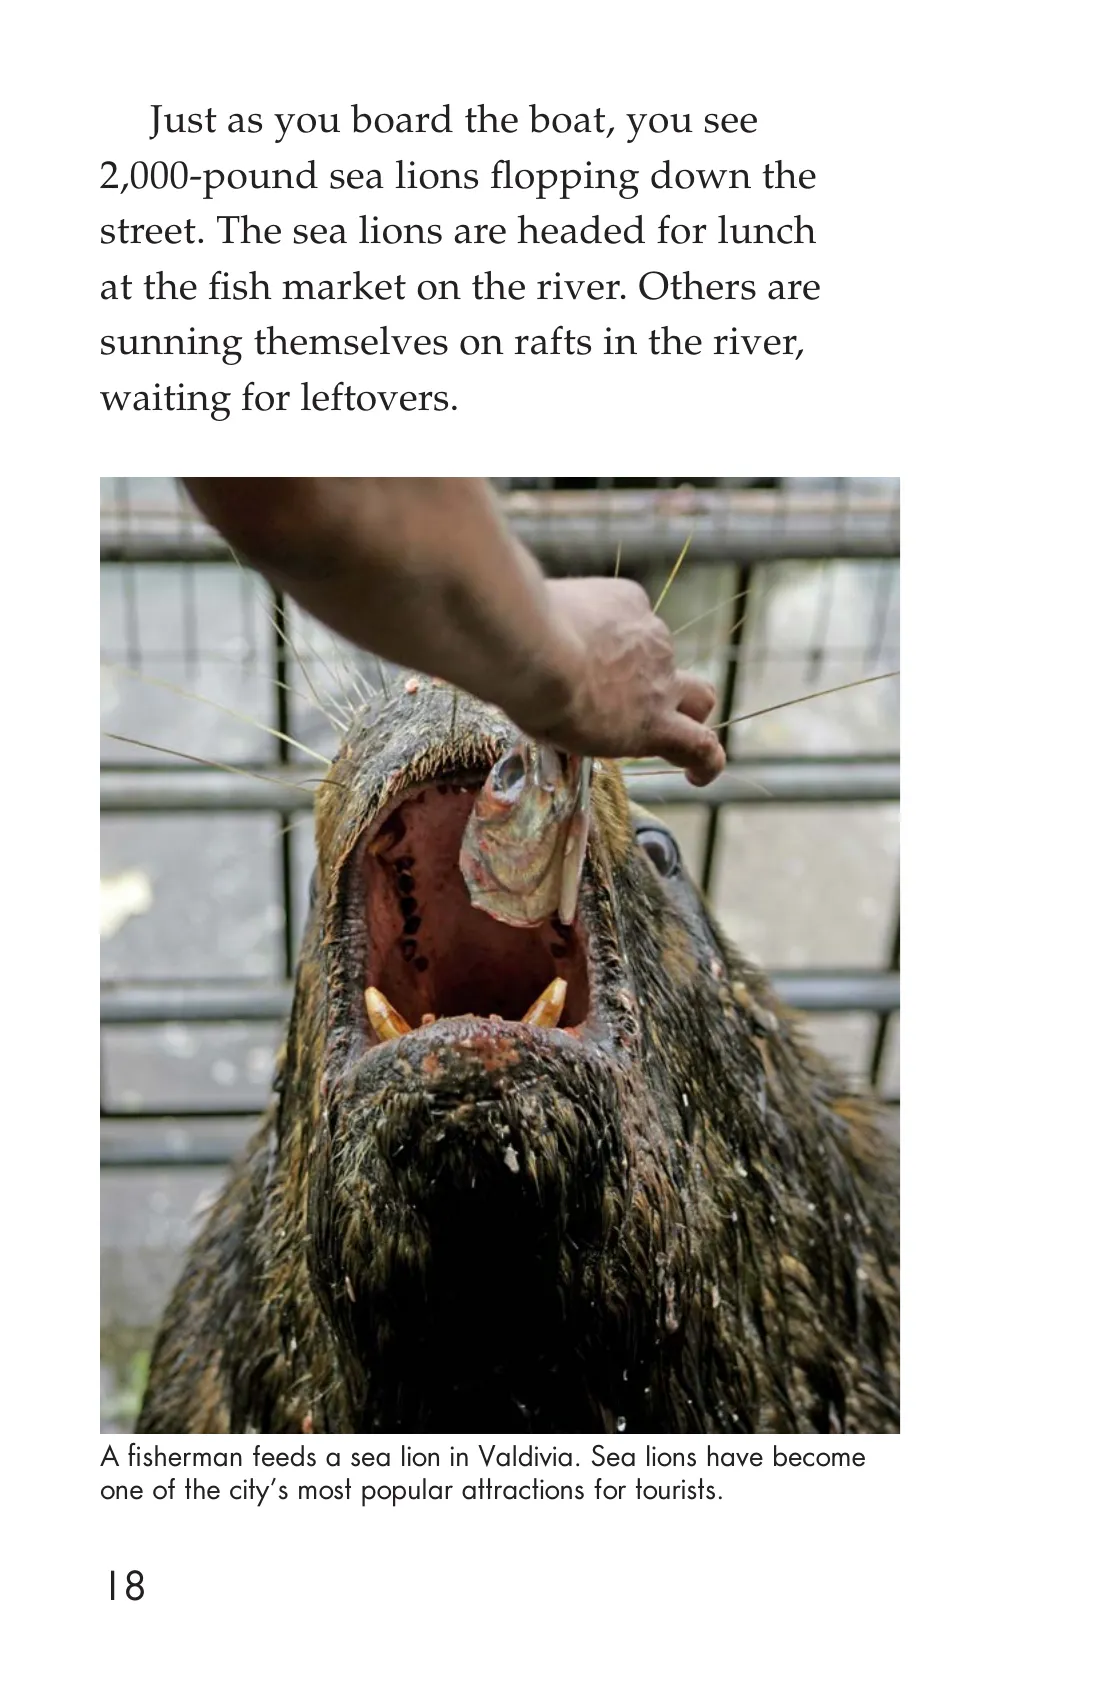 Just as you board the boat, you see
2,000-pound sea lions flopping down the
street. The sea lions are headed for lunch
at the fish market on the river. Others are
sunning themselves on rafts in the river,
waiting for leftovers.
A fisherman feeds a sea lion in Valdivia. Sea lions have become
one of the city’s most popular attractions for tourists.
18